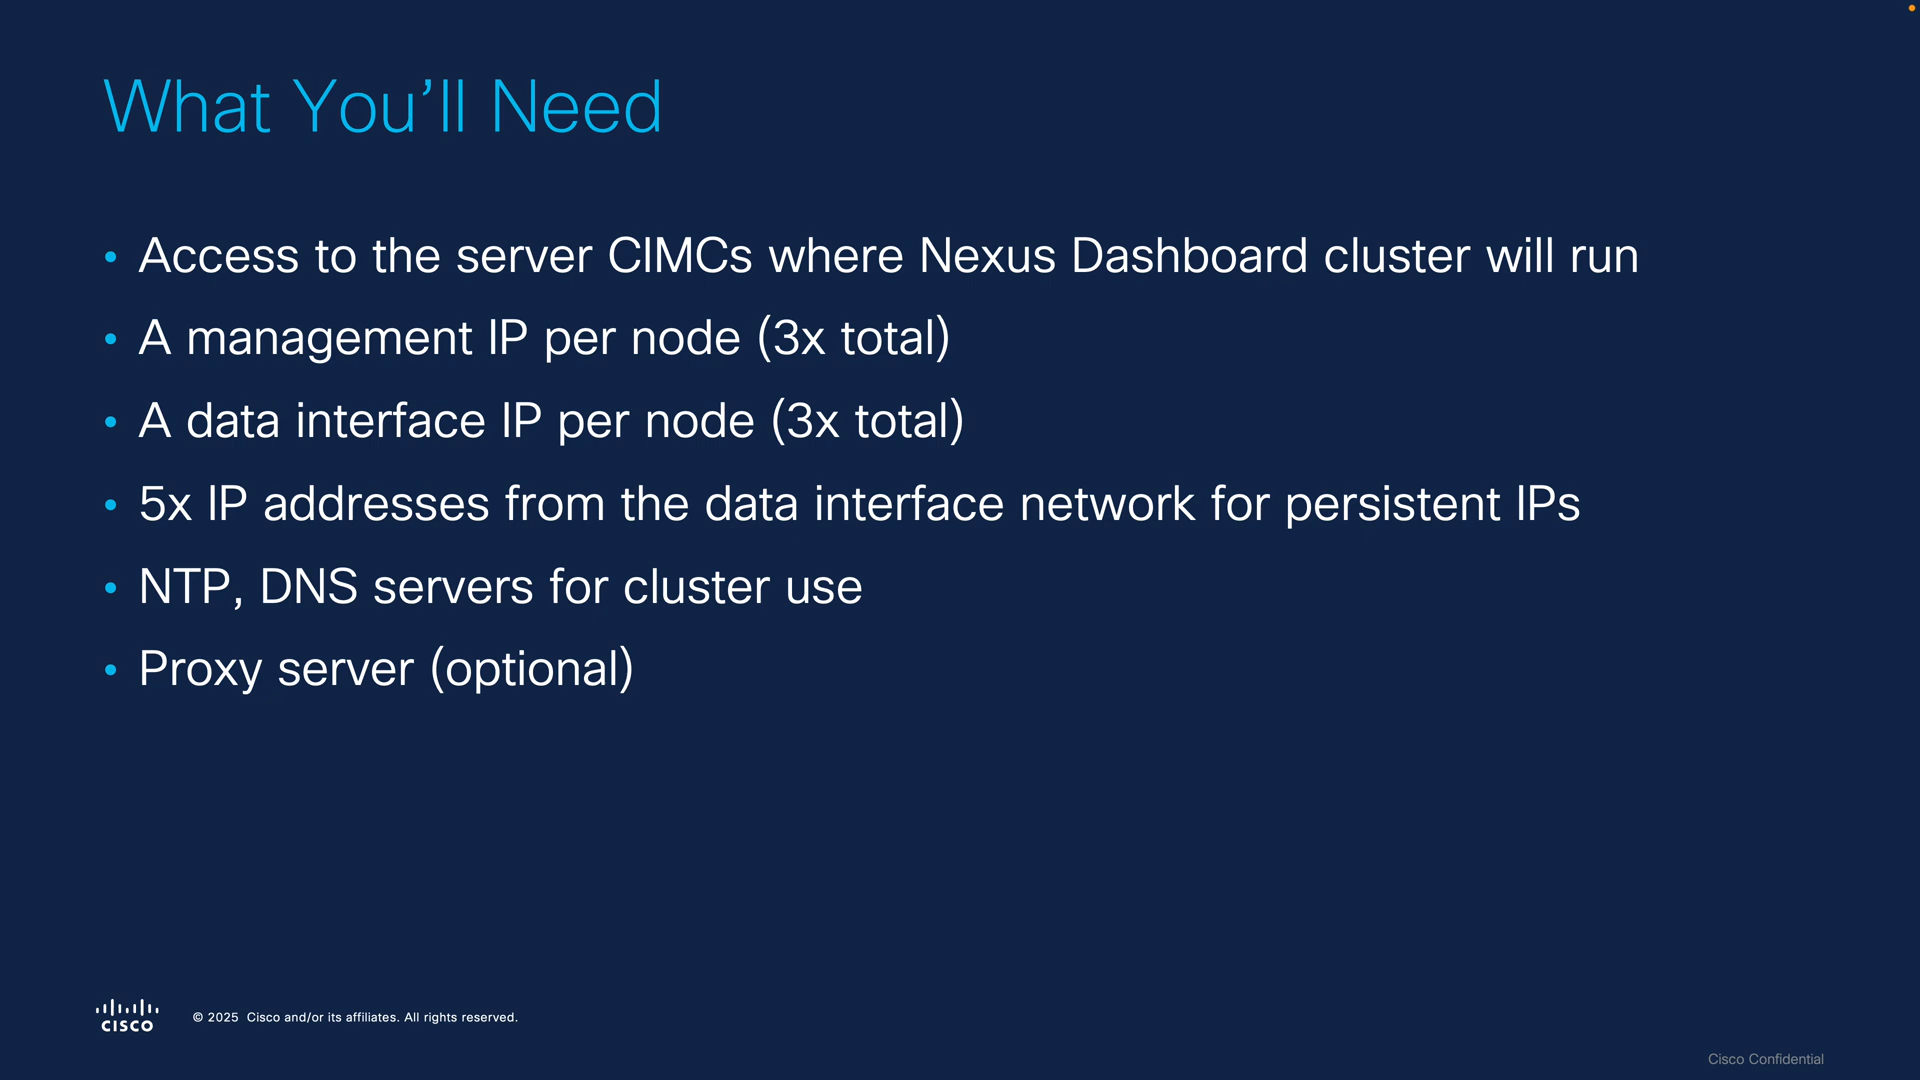 What You’ll Need
• Access to the server CIMCs where Nexus Dashboard cluster will run
• A management IP per node (3x total)
• A data interface IP per node (3x total)
• 5x IP addresses from the data interface network for persistent IPs
• NTP, DNS servers for cluster use
• Proxy server (optional)
CISCO
© 2025 Cisco and/or its affiliates. All rights reserved.
Cisco Confidential